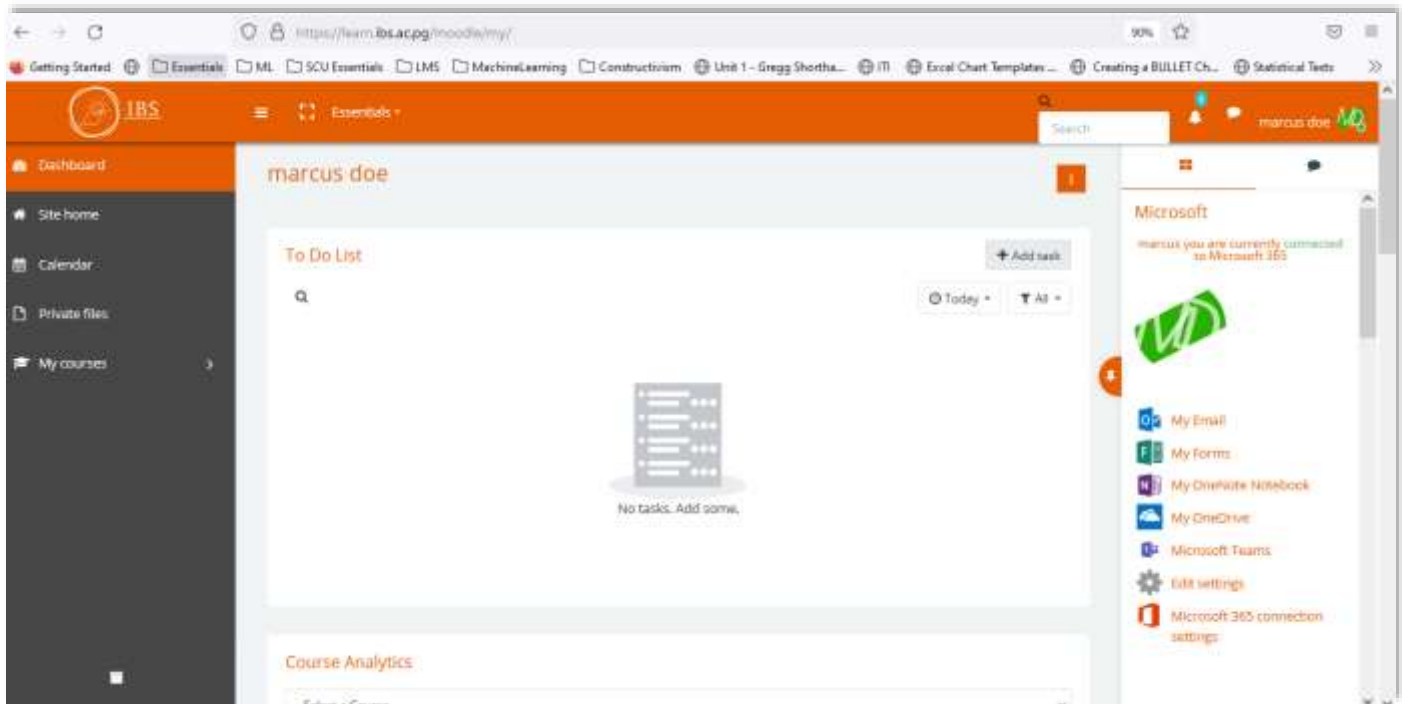 https://learn.ibs.ac.pg/moodle/my/
90%
Getting Started
Essentials
ML
SCU Essentials
LMS
MachineLearning
Constructivism
Unit 1 - Gregg Shortha...
ITI
Excel Chart Templates ...
Creating a BULLET Ch...
Statistical Tests
IBS
Essentials
Search
marcus doe
Dashboard
Site home
Calendar
Private files
My courses
marcus doe
To Do List
Add task
Today
All
No tasks. Add some.
Course Analytics
Microsoft
marcus you are currently connected
to Microsoft 365
My Email
My Forms
My OneNote Notebook
My OneDrive
Microsoft Teams
Edit settings
Microsoft 365 connection
settings